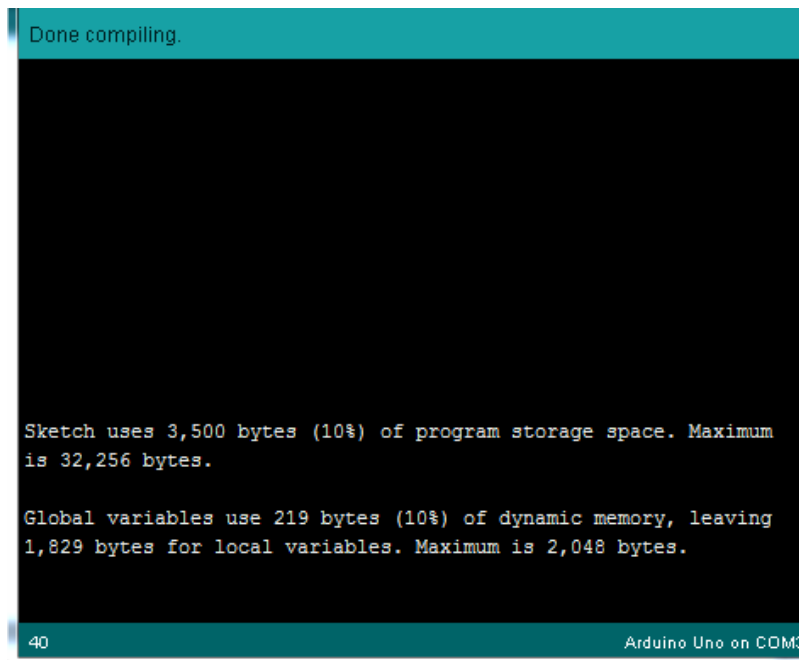 Done compiling.
Sketch uses 3,500 bytes (10%) of program storage space. Maximum
is 32,256 bytes.
Global variables use 219 bytes (10%) of dynamic memory, leaving
1,829 bytes for local variables. Maximum is 2,048 bytes.
40
Arduino Uno on COM3